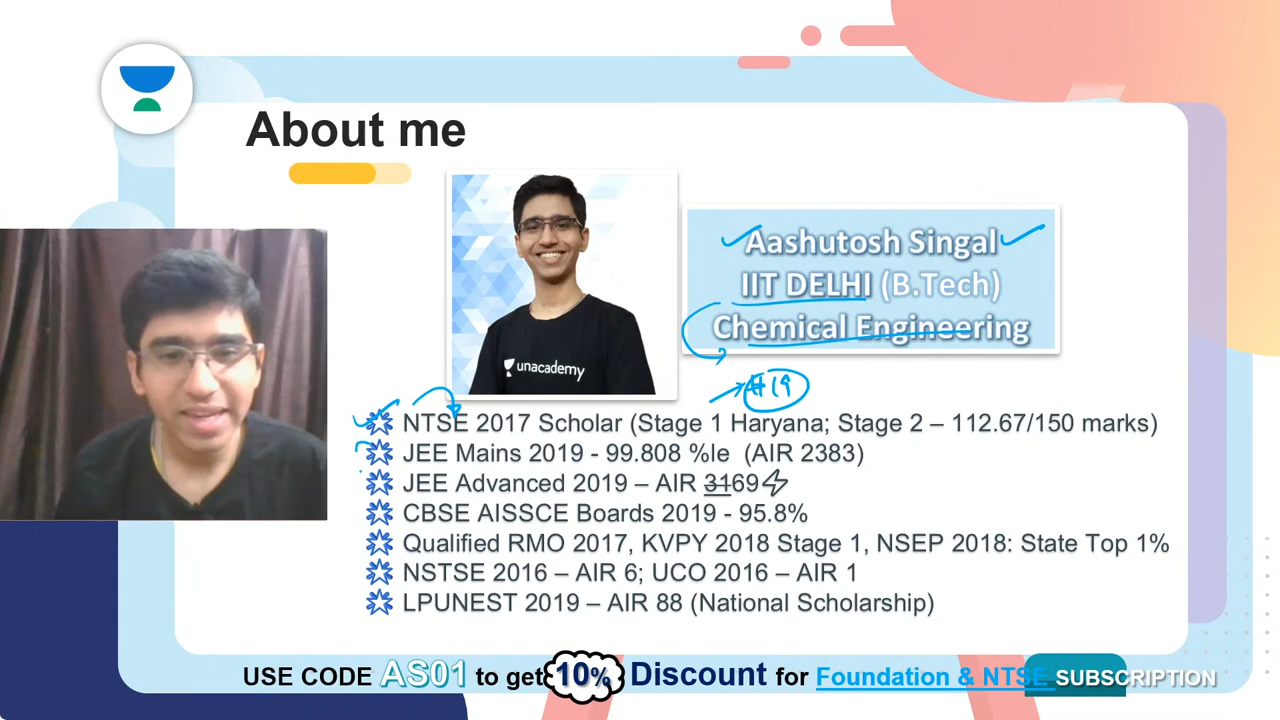 About me
unacademy
Aashutosh Singal
IIT DELHI (B.Tech)
Chemical Engineering
#19
NTSE 2017 Scholar (Stage 1 Haryana; Stage 2 – 112.67/150 marks)
JEE Mains 2019 - 99.808 %le (AIR 2383)
JEE Advanced 2019 – AIR 3169
CBSE AISSCE Boards 2019 - 95.8%
Qualified RMO 2017, KVPY 2018 Stage 1, NSEP 2018: State Top 1%
NSTSE 2016 – AIR 6; UCO 2016 – AIR 1
LPUNEST 2019 – AIR 88 (National Scholarship)
USE CODE AS01 to get 10% Discount for Foundation & NTSE SUBSCRIPTION